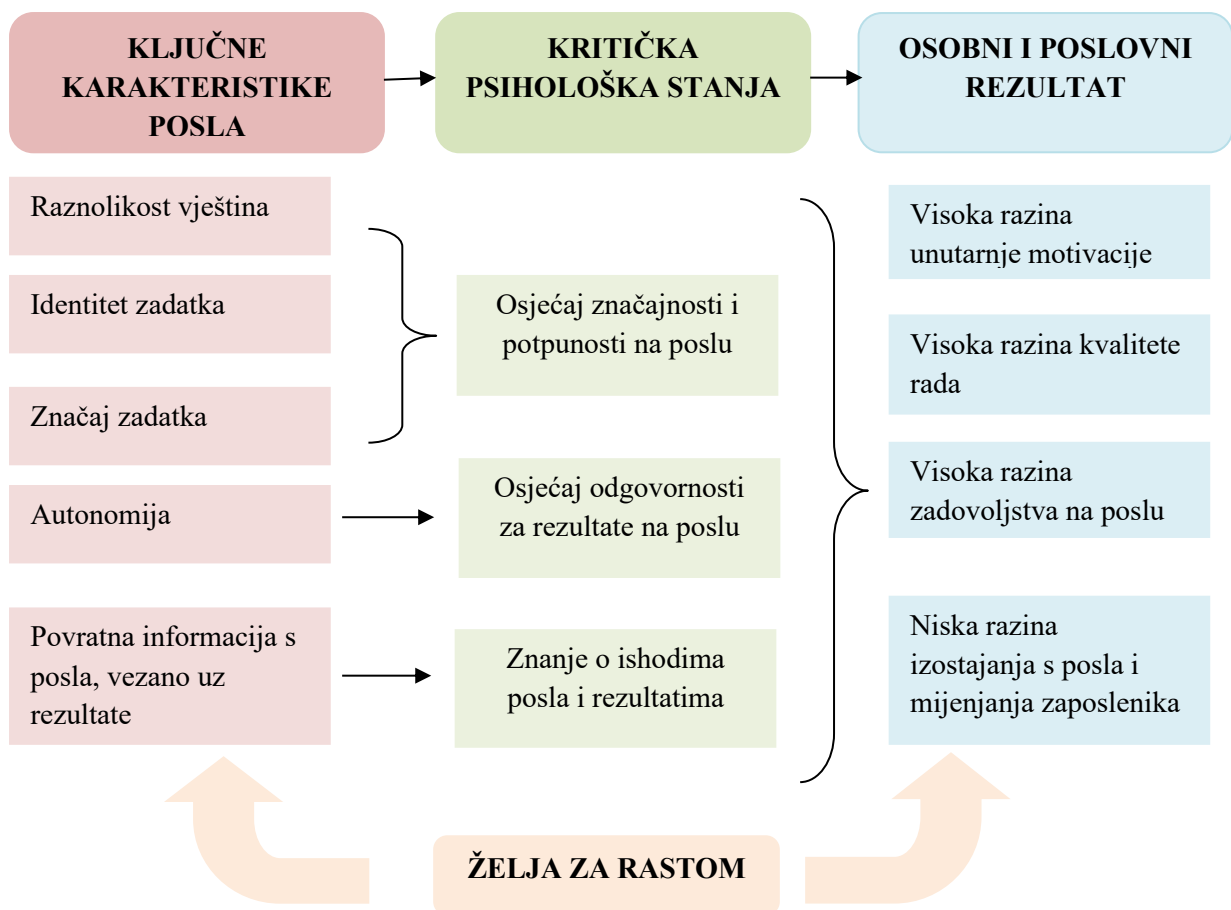 KLJUČNE
KARAKTERISTIKE
POSLA
KRITIČKA
PSIHOLOŠKA STANJA
OSOBNI I POSLOVNI
REZULTAT
Raznolikost vještina
Identitet zadatka
Značaj zadatka
Autonomija
Povratna informacija s
posla, vezano uz
rezultate
Osjećaj značajnosti i
potpunosti na poslu
Osjećaj odgovornosti
za rezultate na poslu
Znanje o ishodima
posla i rezultatima
Visoka razina
unutarnje motivacije
Visoka razina kvalitete
rada
Visoka razina
zadovoljstva na poslu
Niska razina
izostajanja s posla i
mijenjanja zaposlenika
ŽELJA ZA RASTOM